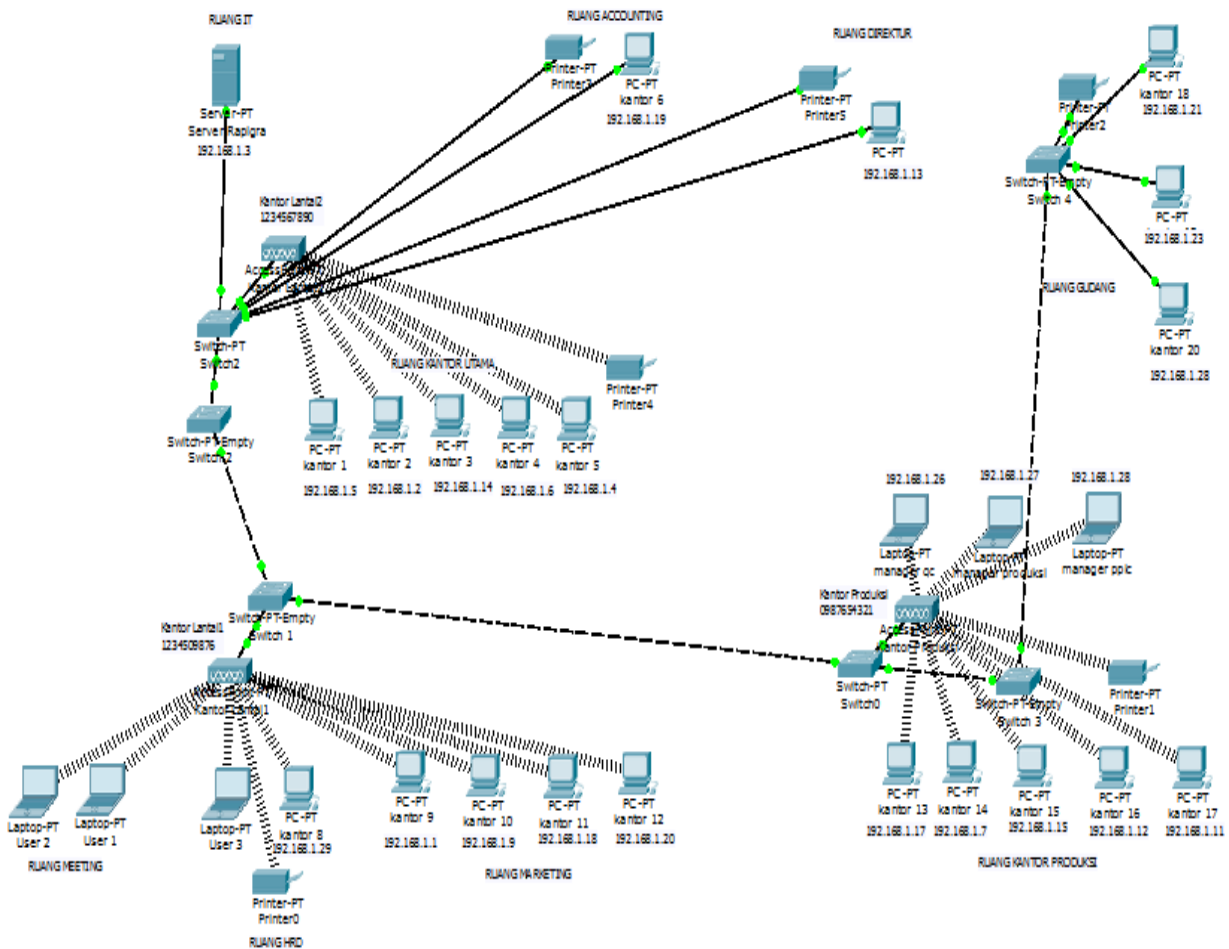 RUANG IT
Server-PT
Server Rapigra
192.168.1.3
RUANG ACCOUNTING
Printer-PT
Printer3
PC-PT
kantor 6
192.168.1.19
RUANG DIREKTUR
Printer-PT
Printer5
PC-PT
192.168.1.13
PC-PT
kantor 18
192.168.1.21
Printer-PT
Printer2
Switch-PT-Empty
Switch 4
PC-PT
192.168.1.23
RUANG GUDANG
PC-PT
kantor 20
192.168.1.28
Kantor Lantai2
1234567890
Switch-PT
Switch2
RUANG KANTOR UTAMA
Printer-PT
Printer4
Switch-PT-Empty
Switch 2
PC-PT
kantor 1
192.168.1.5
PC-PT
kantor 2
192.168.1.2
PC-PT
kantor 3
192.168.1.14
PC-PT
kantor 4
192.168.1.6
PC-PT
kantor 5
192.168.1.4
192.168.1.26
192.168.1.27
192.168.1.28
Laptop-PT
manager qc
Laptop-PT
manager produksi
Laptop-PT
manager ppic
Kantor Produksi
0987654321
Kantor Produksi
Switch-PT
Switch0
Switch-PT-Empty
Switch 3
Printer-PT
Printer1
Switch-PT-Empty
Switch 1
Kantor Lantai1
1234509876
Kantor Lantai1
Laptop-PT
User 2
Laptop-PT
User 1
RUANG MEETING
Laptop-PT
User 3
PC-PT
kantor 8
192.168.1.29
Printer-PT
Printer0
RUANG HRD
PC-PT
kantor 9
192.168.1.1
PC-PT
kantor 10
192.168.1.9
PC-PT
kantor 11
192.168.1.18
PC-PT
kantor 12
192.168.1.20
RUANG MARKETING
PC-PT
kantor 13
192.168.1.17
PC-PT
kantor 14
192.168.1.7
PC-PT
kantor 15
192.168.1.15
PC-PT
kantor 16
192.168.1.12
PC-PT
kantor 17
192.168.1.11
RUANG KANTOR PRODUKSI